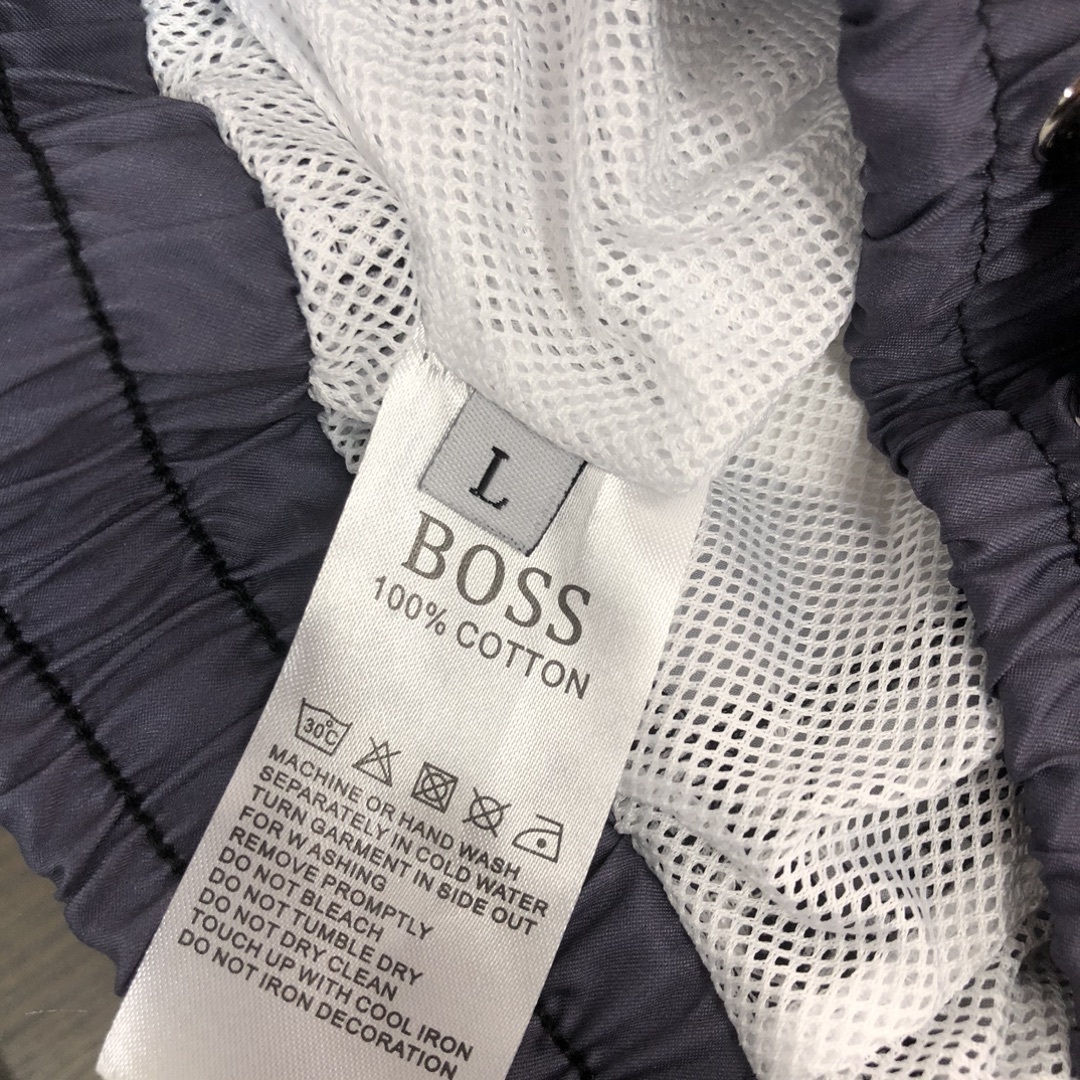 L
BOSS
100% COTTON
30°C
MACHINE OR HAND WASH
SEPARATELY IN COLD WATER
TURN GARMENT IN SIDE OUT
FOR WASHING
REMOVE PROMPTLY
DO NOT BLEACH
DO NOT TUMBLE DRY
DO NOT DRY CLEAN
TOUCH UP WITH COOL IRON
DO NOT IRON DECORATION